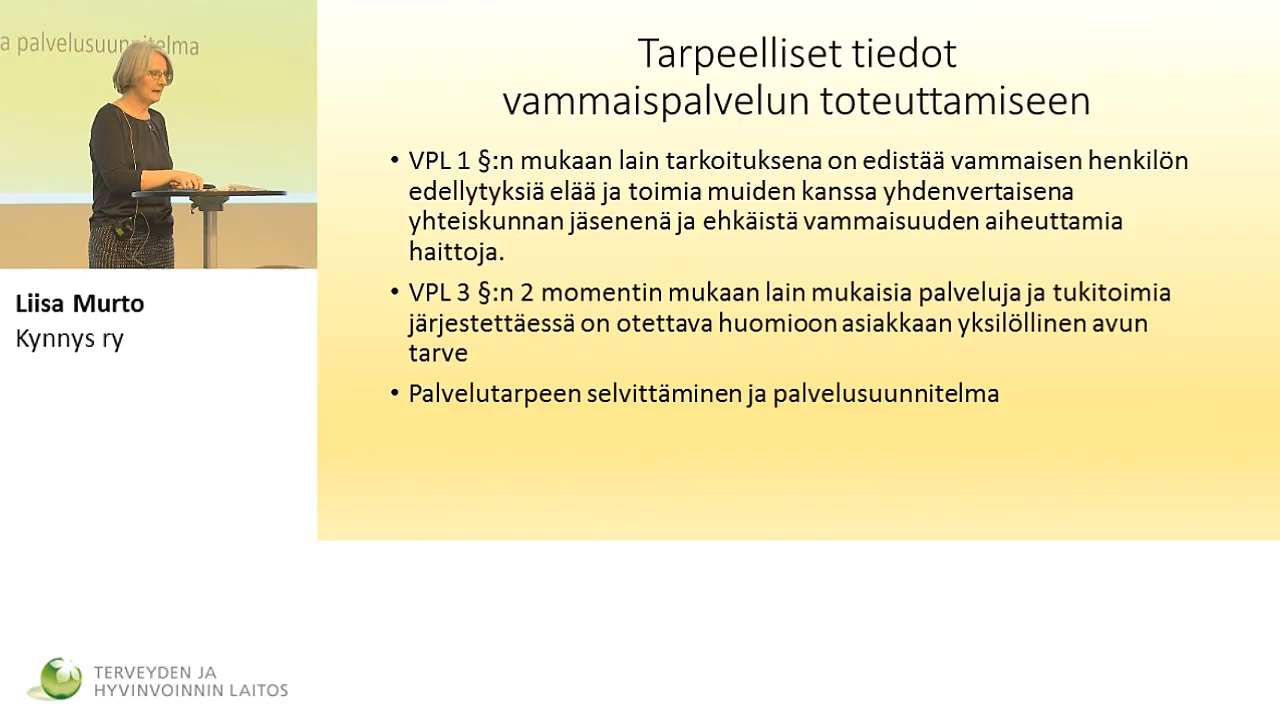 a palvelusuunnitelma
Tarpeelliset tiedot
vammaispalvelun toteuttamiseen
• VPL 1 §:n mukaan lain tarkoituksena on edistää vammaisen henkilön
edellytyksiä elää ja toimia muiden kanssa yhdenvertaisena
yhteiskunnan jäsenenä ja ehkäistä vammaisuuden aiheuttamia
haittoja.
• VPL 3 §:n 2 momentin mukaan lain mukaisia palveluja ja tukitoimia
järjestettäessä on otettava huomioon asiakkaan yksilöllinen avun
tarve
• Palvelutarpeen selvittäminen ja palvelusuunnitelma
Liisa Murto
Kynnys ry
TERVEYDEN JA
HYVINVOINNIN LAITOS